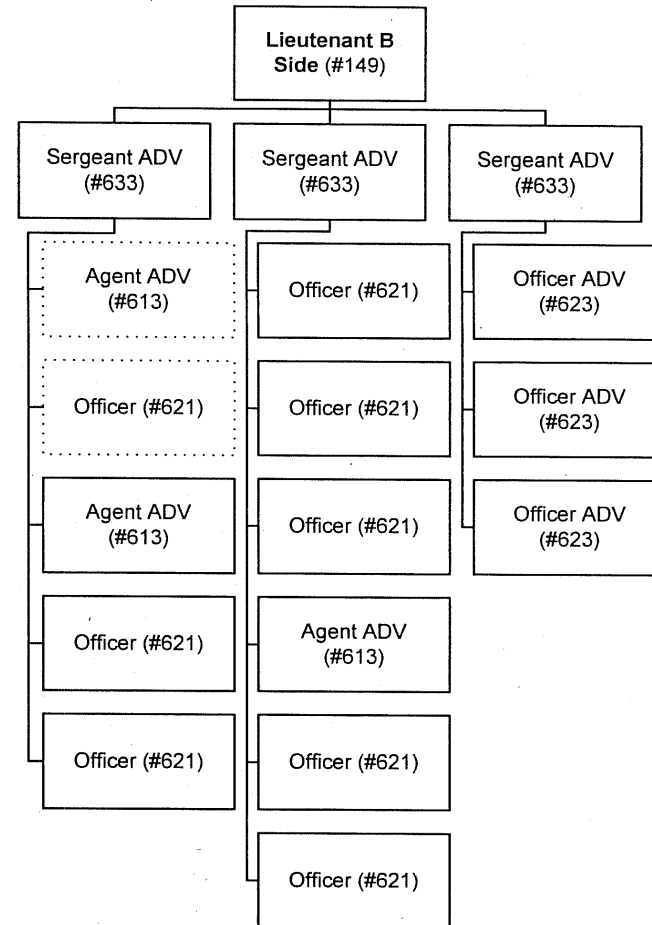 Lieutenant B
Side (#149)
Sergeant ADV
(#633)
Sergeant ADV
(#633)
Sergeant ADV
(#633)
Agent ADV
(#613)
Officer (#621)
Agent ADV
(#613)
Officer (#621)
Officer (#621)
Officer (#621)
Officer (#621)
Officer (#621)
Agent ADV
(#613)
Officer (#621)
Officer (#621)
Officer ADV
(#623)
Officer ADV
(#623)
Officer ADV
(#623)